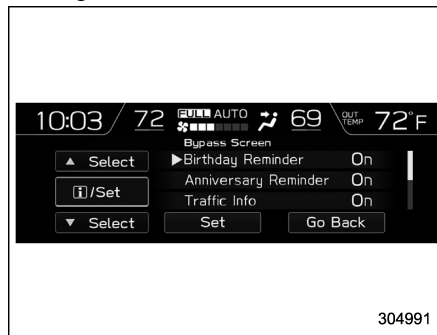 10:03 72 FULL AUTO 69 OUT TEMP 72°F
Bypass Screen
▲ Select
▶Birthday Reminder On
i/Set
Anniversary Reminder On
Traffic Info On
▼ Select
Set
Go Back
304991